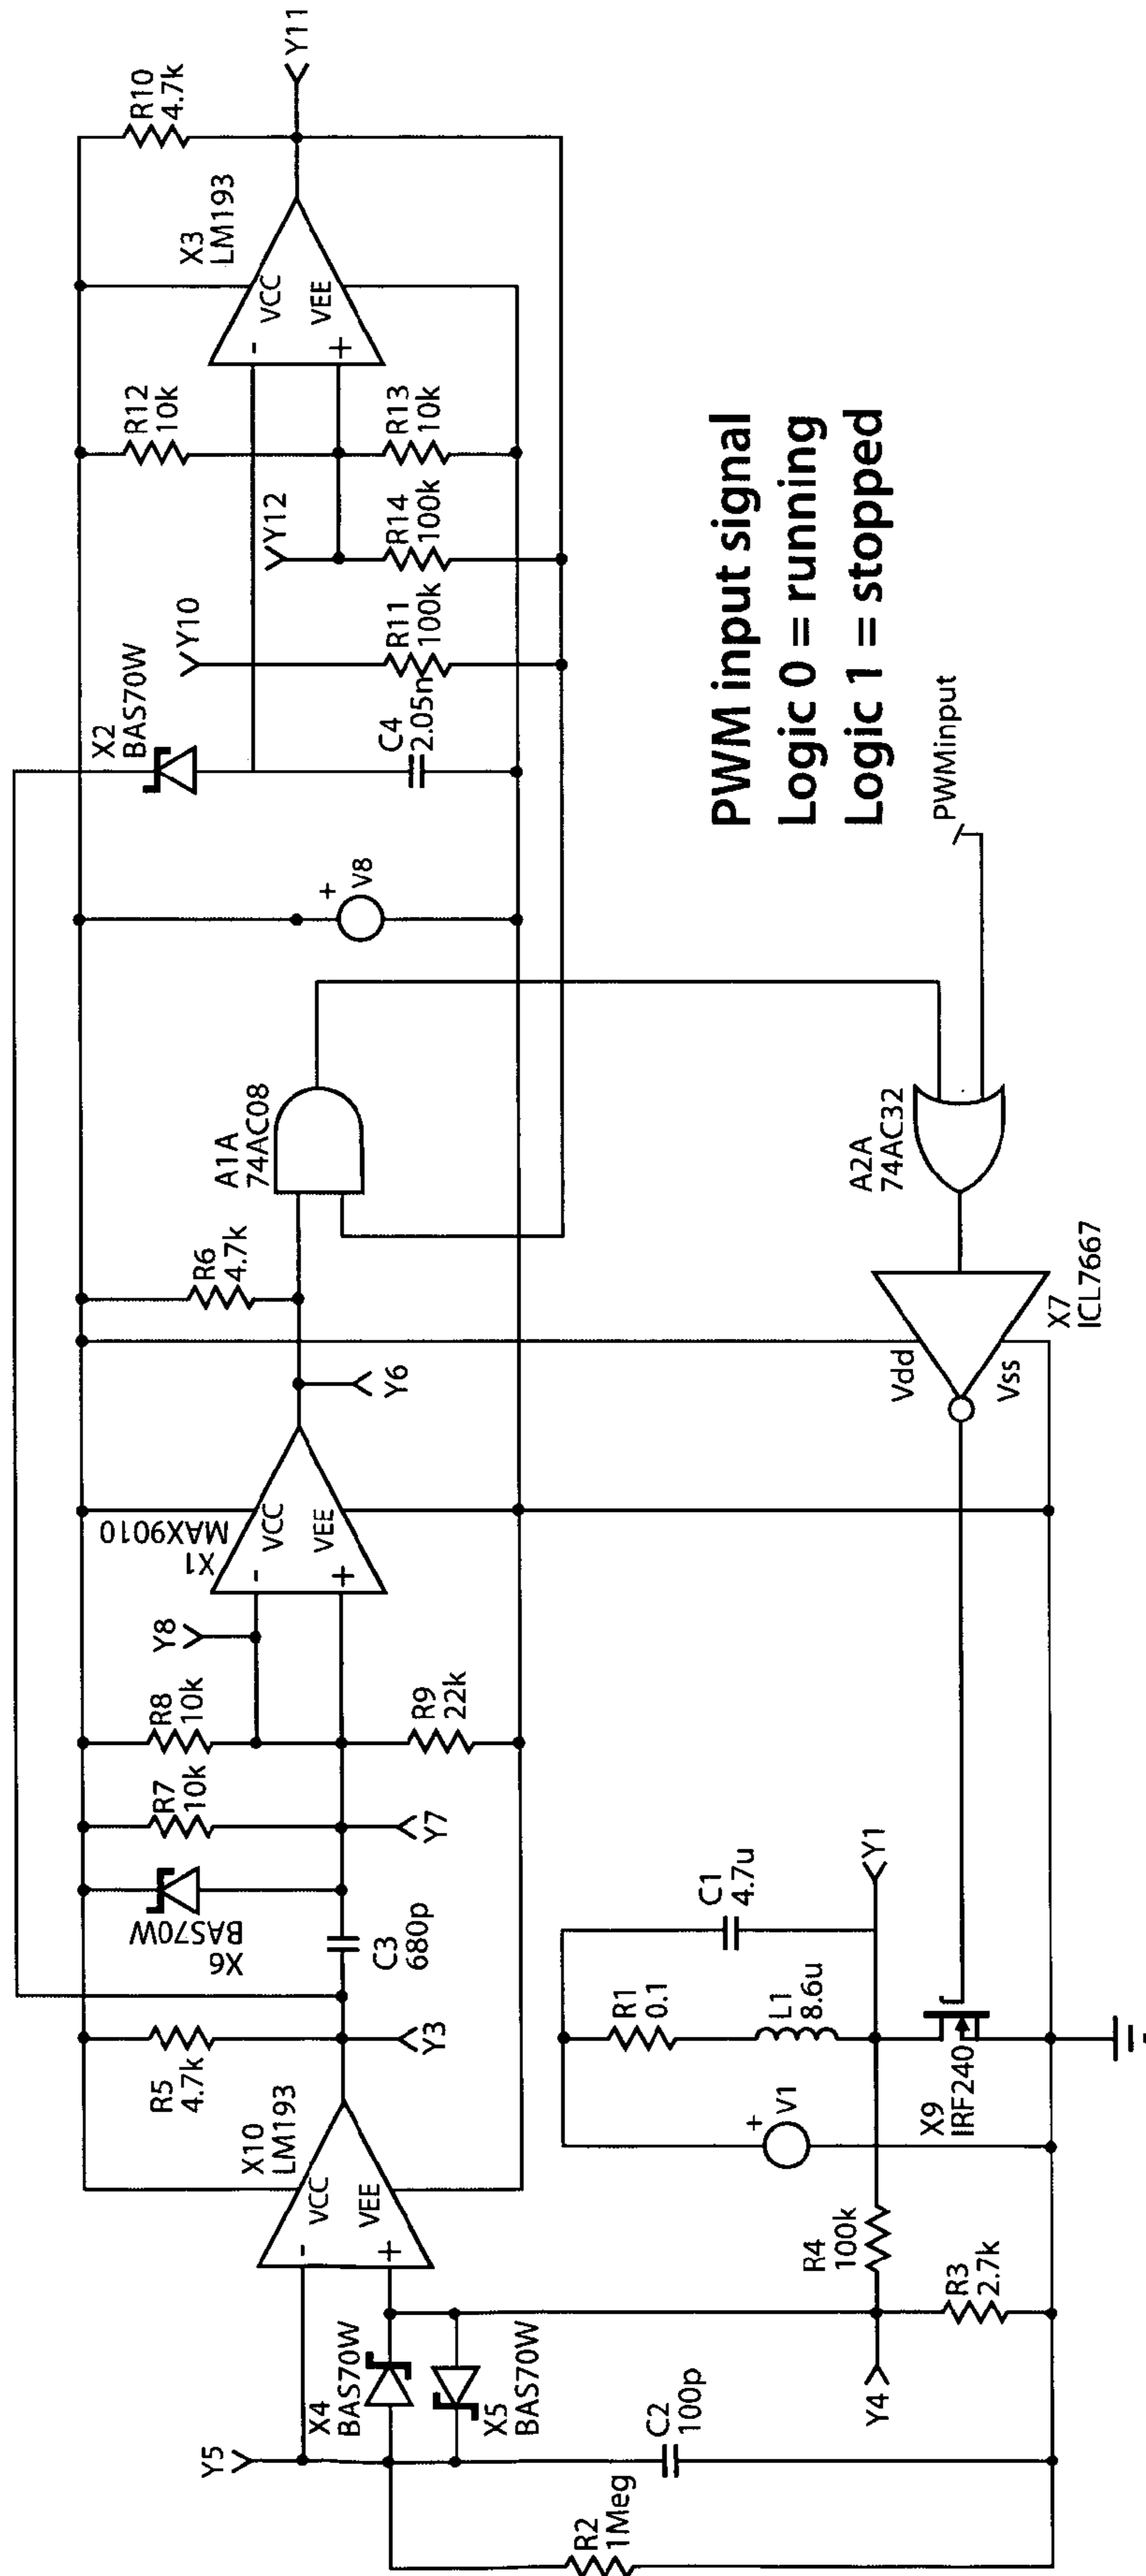 Y11
R10
4.7k
X3
LM193
VCC
VEE
-
+
R12
10k
R13
10k
Y12
R14
100k
Y10
R11
100k
X2
BAS70W
C4
2.05n
+
V8
PWM input signal
Logic 0 = running
Logic 1 = stopped
PWMinput
A1A
74AC08
A2A
74AC32
R6
4.7k
Y6
X7
ICL7667
Vdd
Vss
X1
MAX9010
VCC
VEE
-
+
Y8
R8
10k
R9
22k
R7
10k
Y7
X6
BAS70W
C3
680p
R5
4.7k
Y3
X10
LM193
VCC
VEE
-
+
C1
4.7u
Y1
R1
0.1
L1
8.6u
X9
IRF240
+
V1
R4
100k
R3
2.7k
Y4
X4
BAS70W
X5
BAS70W
Y5
C2
100p
R2
1Meg